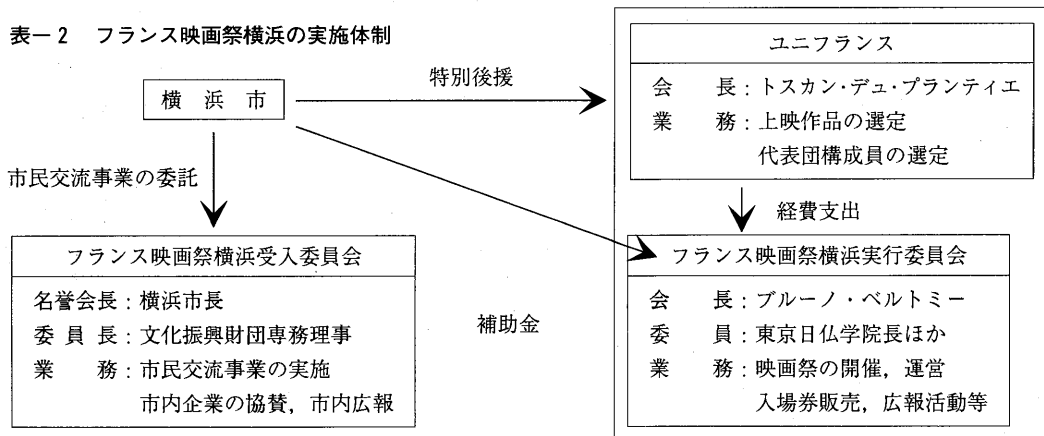 表－2 フランス映画祭横浜の実施体制
横浜市
特別後援
市民交流事業の委託
ユニフランス
会長：トスカン・デュ・プランティエ
業務：上映作品の選定
代表団構成員の選定
経費支出
フランス映画祭横浜受入委員会
名誉会長：横浜市長
委員長：文化振興財団専務理事
業務：市民交流事業の実施
市内企業の協賛，市内広報
補助金
フランス映画祭横浜実行委員会
会長：ブルーノ・ベルトミー
委員：東京日仏学院長ほか
業務：映画祭の開催，運営
入場券販売，広報活動等